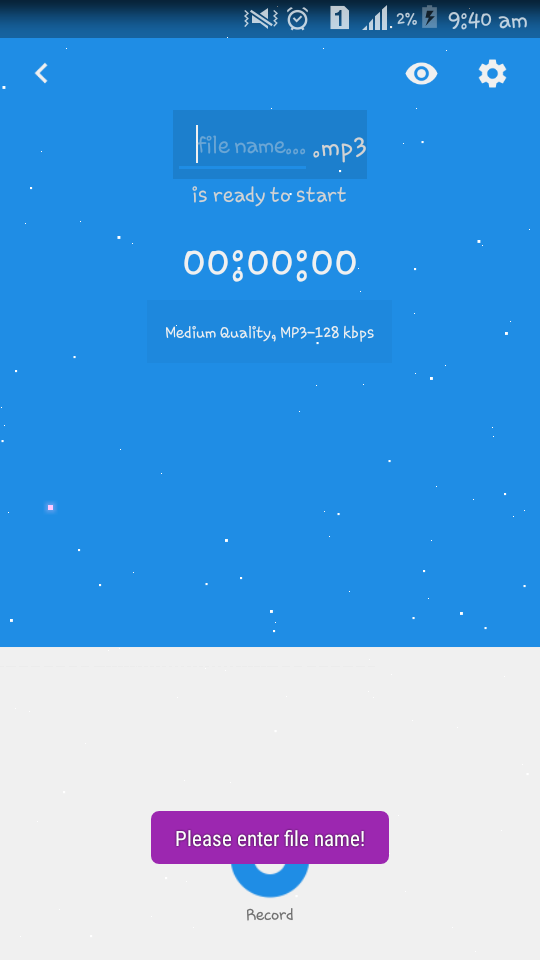 1 2% 9:40 am
file name... .mp3
is ready to start
00:00:00
Medium Quality, MP3-128 kbps
Please enter file name!
Record